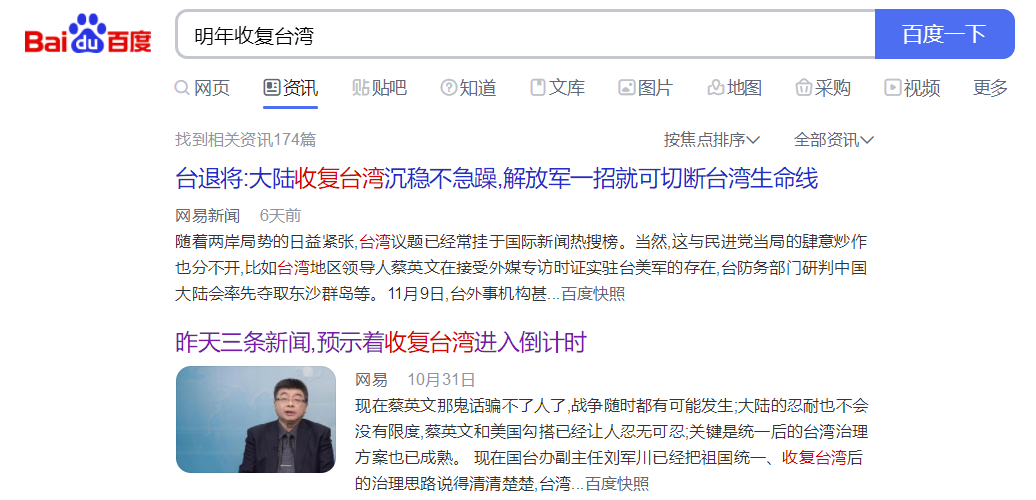 Bai du 百度
明年收复台湾
百度一下
网页 资讯 贴吧 知道 文库 图片 地图 采购 视频 更多
找到相关资讯174篇 按焦点排序 全部资讯
台退将:大陆收复台湾沉稳不急躁,解放军一招就可切断台湾生命线
网易新闻 6天前
随着两岸局势的日益紧张,台湾议题已经常挂于国际新闻热搜榜。当然,这与民进党当局的肆意炒作
也分不开,比如台湾地区领导人蔡英文在接受外媒专访时证实驻台美军的存在,台防务部门研判中国
大陆会率先夺取东沙群岛等。 11月9日,台外事机构甚...百度快照
昨天三条新闻,预示着收复台湾进入倒计时
网易 10月31日
现在蔡英文那鬼话骗不了人了,战争随时都有可能发生;大陆的忍耐也不会
没有限度,蔡英文和美国勾搭已经让人忍无可忍;关键是统一后的台湾治理
方案也已成熟。 现在国台办副主任刘军川已经把祖国统一、收复台湾后
的治理思路说得清清楚楚,台湾...百度快照